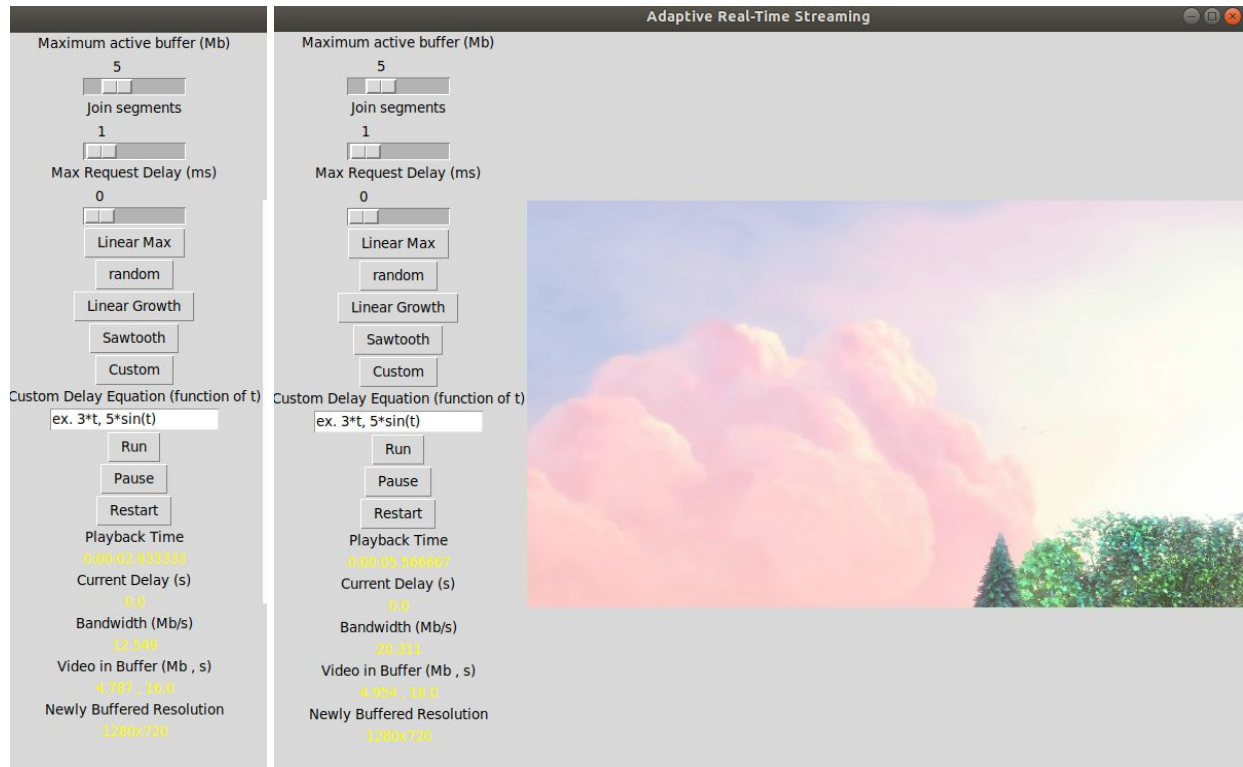 Maximum active buffer (Mb)
5
Join segments
1
Max Request Delay (ms)
0
Linear Max
random
Linear Growth
Sawtooth
Custom
Custom Delay Equation (function of t)
ex. 3*t, 5*sin(t)
Run
Pause
Restart
Playback Time
0:00:02.933333
Current Delay (s)
0.0
Bandwidth (Mb/s)
12.549
Video in Buffer (Mb , s)
4.787 , 16.0
Newly Buffered Resolution
1280x720
Adaptive Real-Time Streaming
Maximum active buffer (Mb)
5
Join segments
1
Max Request Delay (ms)
0
Linear Max
random
Linear Growth
Sawtooth
Custom
Custom Delay Equation (function of t)
ex. 3*t, 5*sin(t)
Run
Pause
Restart
Playback Time
0:00:05.566667
Current Delay (s)
0.0
Bandwidth (Mb/s)
20.311
Video in Buffer (Mb , s)
4.954 , 18.0
Newly Buffered Resolution
1280x720